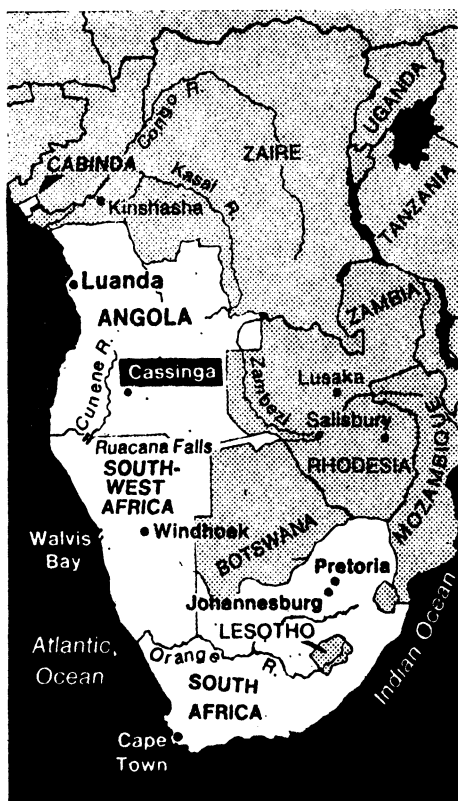 UGANDA
Congo R.
ZAIRE
CABINDA
Kasai R.
Kinshasha
TANZANIA
Luanda
ZAMBIA
ANGOLA
Cunene R.
Cassinga
Zambezi
Lusaka
Salisbury
Ruacana Falls
RHODESIA
MOZAMBIQUE
SOUTH-
WEST
AFRICA
Walvis
Bay
Windhoek
BOTSWANA
Pretoria
Johannesburg
LESOTHO
Atlantic
Ocean
Orange R.
Indian Ocean
SOUTH
AFRICA
Cape
Town